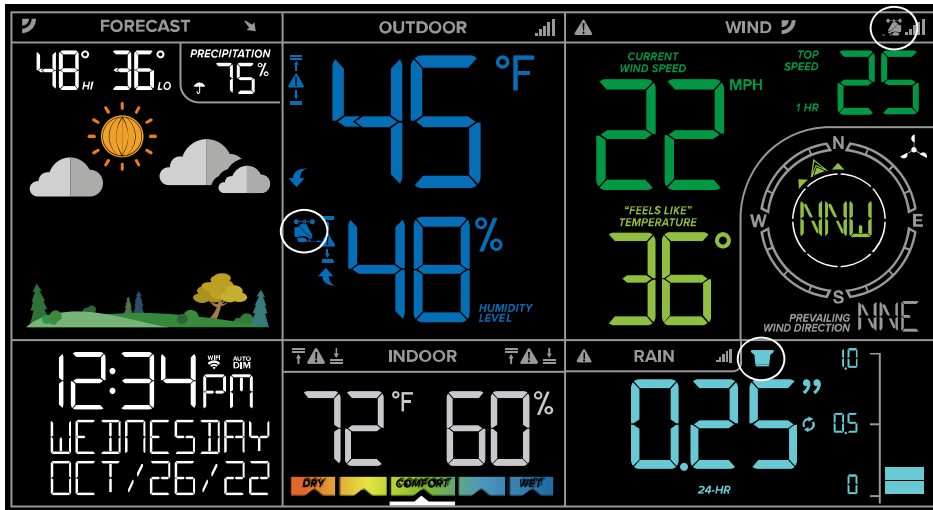 FORECAST
48° HI 36° LO
PRECIPITATION
75%
OUTDOOR
45 °F
48%
HUMIDITY
LEVEL
WIND
CURRENT
WIND SPEED
22 MPH
TOP
SPEED
25
1 HR
"FEELS LIKE"
TEMPERATURE
36°
N
W E
S
NNW
PREVAILING
WIND DIRECTION NNE
12:34 PM
WIFI
AUTO
DIM
WEDNESDAY
OCT/26/22
INDOOR
72 °F 60%
DRY COMFORT WET
RAIN
0.25"
24-HR
1.0
0.5
0